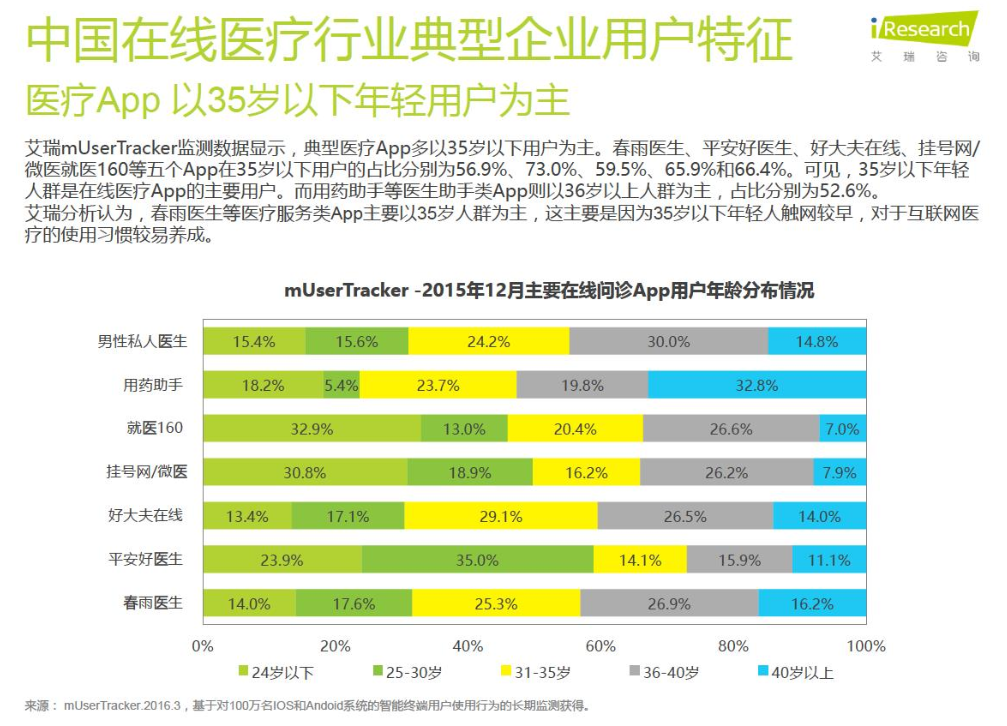 中国在线医疗行业典型企业用户特征
iResearch
艾瑞咨询
医疗App 以35岁以下年轻用户为主
艾瑞mUserTracker监测数据显示，典型医疗App多以35岁以下用户为主。春雨医生、平安好医生、好大夫在线、挂号网/
微医就医160等五个App在35岁以下用户的占比分别为56.9%、73.0%、59.5%、65.9%和66.4%。可见，35岁以下年轻
人群是在线医疗App的主要用户。而用药助手等医生助手类App则以36岁以上人群为主，占比分别为52.6%。
艾瑞分析认为，春雨医生等医疗服务类App主要以35岁人群为主，这主要是因为35岁以下年轻人触网较早，对于互联网医
疗的使用习惯较易养成。
mUserTracker -2015年12月主要在线问诊App用户年龄分布情况
男性私人医生 15.4% 15.6% 24.2% 30.0% 14.8%
用药助手 18.2% 5.4% 23.7% 19.8% 32.8%
就医160 32.9% 13.0% 20.4% 26.6% 7.0%
挂号网/微医 30.8% 18.9% 16.2% 26.2% 7.9%
好大夫在线 13.4% 17.1% 29.1% 26.5% 14.0%
平安好医生 23.9% 35.0% 14.1% 15.9% 11.1%
春雨医生 14.0% 17.6% 25.3% 26.9% 16.2%
0% 20% 40% 60% 80% 100%
24岁以下 25-30岁 31-35岁 36-40岁 40岁以上
来源： mUserTracker.2016.3，基于对100万名IOS和Andoid系统的智能终端用户使用行为的长期监测获得。